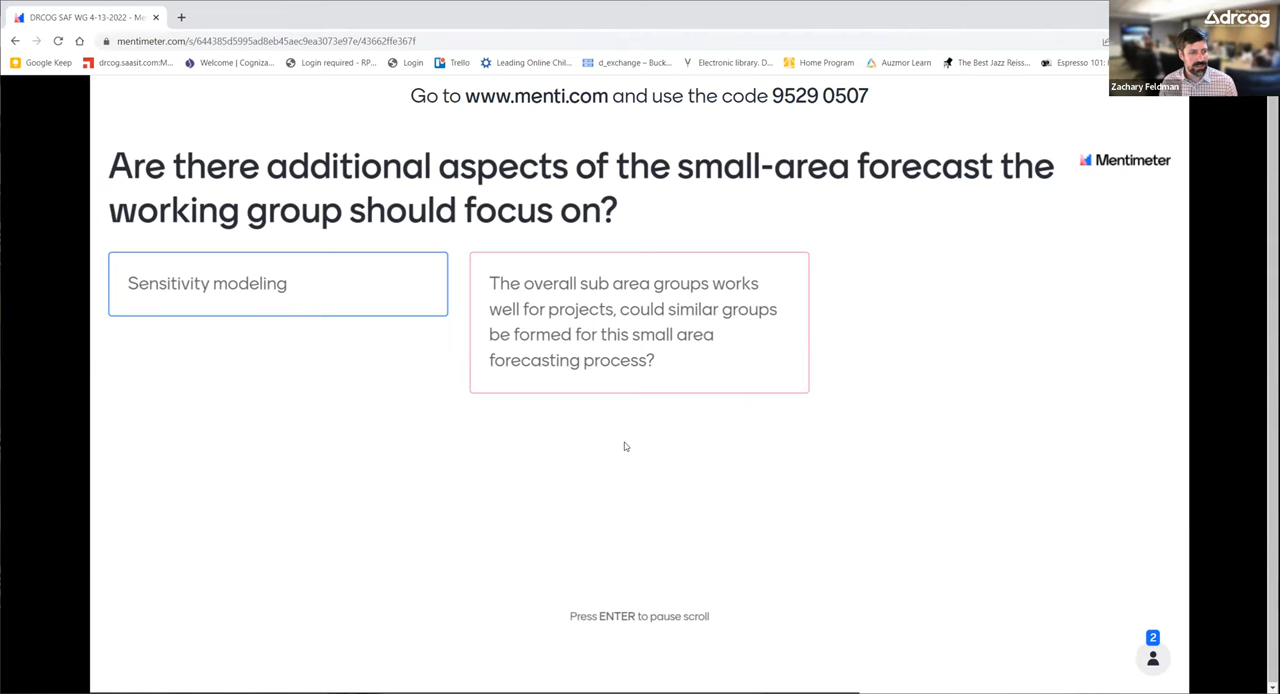 DRCOG SAF WG 4-13-2022 - Me
mentimeter.com/s/644385d5995ad8eb45aec9ea3073e97e/43662ffe367f
Google Keep
drcog.saasit.com:M...
Welcome | Cogniza...
Login required - RP...
Login
Trello
Leading Online Chil...
d_exchange – Buck...
Electronic library. D...
Home Program
Auzmor Learn
The Best Jazz Reiss...
Espresso 101:
drcog
Zachary Feldman
Go to www.menti.com and use the code 9529 0507
Are there additional aspects of the small-area forecast the
working group should focus on?
Mentimeter
Sensitivity modeling
The overall sub area groups works
well for projects, could similar groups
be formed for this small area
forecasting process?
Press ENTER to pause scroll
2